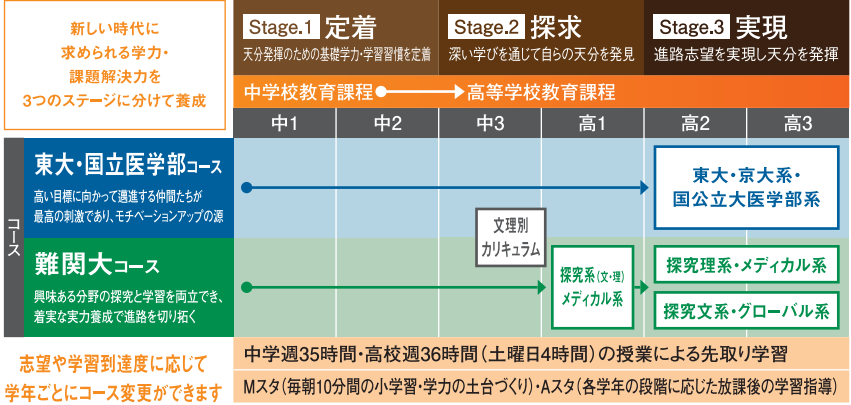 新しい時代に
求められる学力・
課題解決力を
3つのステージに分けて養成
Stage.1 定着
天分発揮のための基礎学力・学習習慣を定着
Stage.2 探求
深い学びを通じて自らの天分を発見
Stage.3 実現
進路志望を実現し天分を発揮
中学校教育課程
高等学校教育課程
中1
中2
中3
高1
高2
高3
コース
東大・国立医学部コース
高い目標に向かって邁進する仲間たちが
最高の刺激であり、モチベーションアップの源
東大・京大系・
国公立大医学部系
文理別
カリキュラム
難関大コース
興味ある分野の探究と学習を両立でき、
着実な実力養成で進路を切り拓く
探究系(文・理)
メディカル系
探究理系・メディカル系
探究文系・グローバル系
志望や学習到達度に応じて
学年ごとにコース変更ができます
中学週35時間・高校週36時間(土曜日4時間)の授業による先取り学習
Mスタ(毎朝10分間の小学習・学力の土台づくり)・Aスタ(各学年の段階に応じた放課後の学習指導)